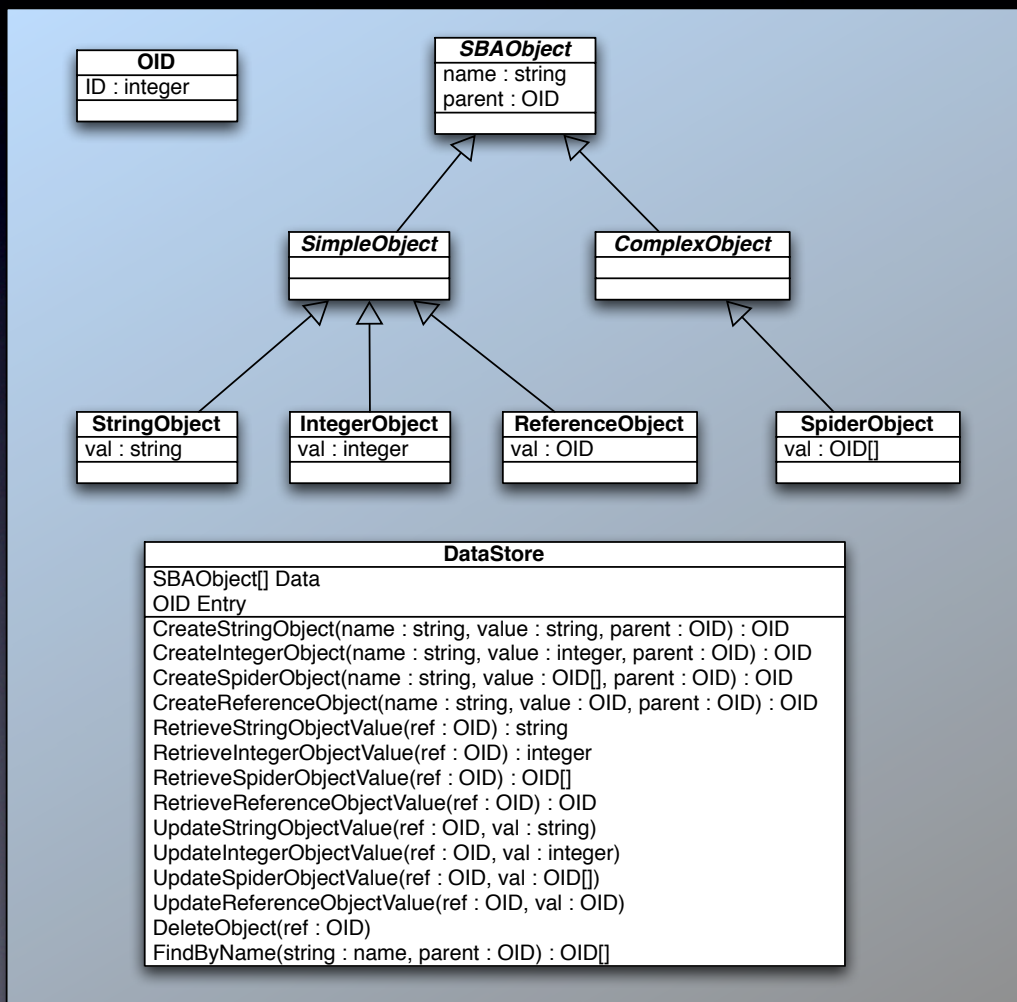 OID
ID : integer
SBAObject
name : string
parent : OID
SimpleObject
ComplexObject
StringObject
val : string
IntegerObject
val : integer
ReferenceObject
val : OID
SpiderObject
val : OID[]
DataStore
SBAObject[] Data
OID Entry
CreateStringObject(name : string, value : string, parent : OID) : OID
CreateIntegerObject(name : string, value : integer, parent : OID) : OID
CreateSpiderObject(name : string, value : OID[], parent : OID) : OID
CreateReferenceObject(name : string, value : OID, parent : OID) : OID
RetrieveStringObjectValue(ref : OID) : string
RetrieveIntegerObjectValue(ref : OID) : integer
RetrieveSpiderObjectValue(ref : OID) : OID[]
RetrieveReferenceObjectValue(ref : OID) : OID
UpdateStringObjectValue(ref : OID, val : string)
UpdateIntegerObjectValue(ref : OID, val : integer)
UpdateSpiderObjectValue(ref : OID, val : OID[])
UpdateReferenceObjectValue(ref : OID, val : OID)
DeleteObject(ref : OID)
FindByName(string : name, parent : OID) : OID[]